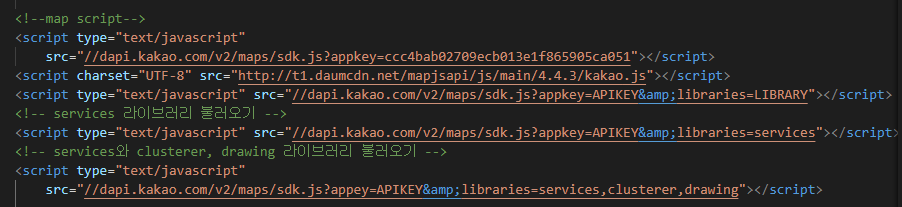 <!--map script-->
<script type="text/javascript"
src="//dapi.kakao.com/v2/maps/sdk.js?appkey=ccc4bab02709ecb013e1f865905ca051"></script>
<script charset="UTF-8" src="http://t1.daumcdn.net/mapjsapi/js/main/4.4.3/kakao.js"></script>
<script type="text/javascript" src="//dapi.kakao.com/v2/maps/sdk.js?appkey=APIKEY&amp;libraries=LIBRARY"></script>
<!-- services 라이브러리 불러오기 -->
<script type="text/javascript" src="//dapi.kakao.com/v2/maps/sdk.js?appkey=APIKEY&amp;libraries=services"></script>
<!-- services와 clusterer, drawing 라이브러리 불러오기 -->
<script type="text/javascript"
src="//dapi.kakao.com/v2/maps/sdk.js?appey=APIKEY&amp;libraries=services,clusterer,drawing"></script>